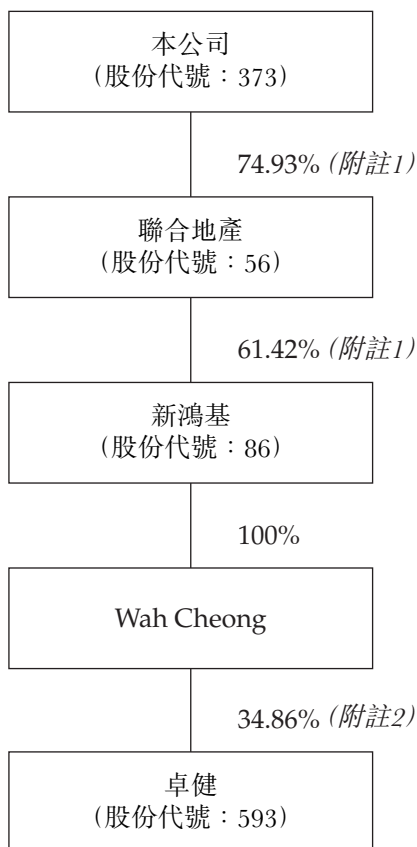 本公司
(股份代號：373)
74.93% (附註1)
聯合地產
(股份代號：56)
61.42% (附註1)
新鴻基
(股份代號：86)
100%
Wah Cheong
34.86% (附註2)
卓健
(股份代號：593)